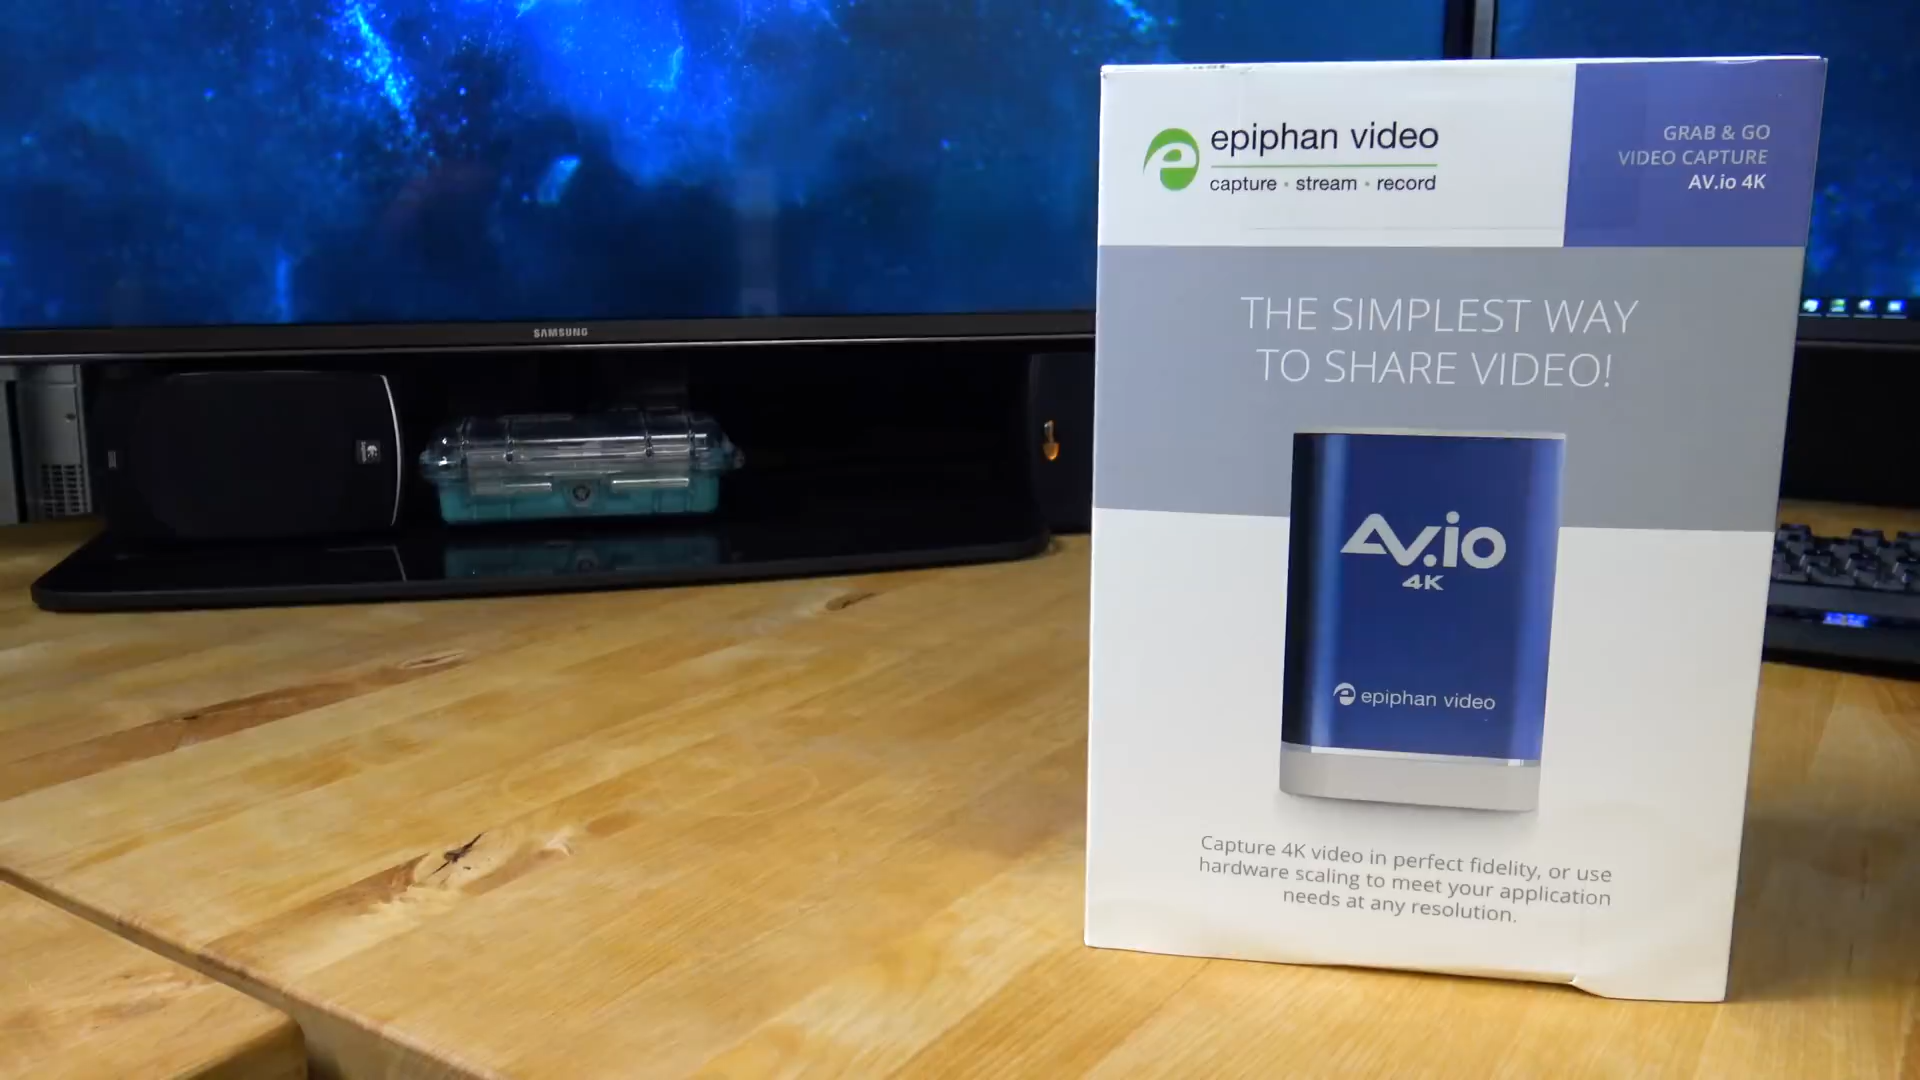 SAMSUNG
epiphan video
capture • stream • record
GRAB & GO
VIDEO CAPTURE
AV.io 4K
THE SIMPLEST WAY
TO SHARE VIDEO!
AV.io
4K
epiphan video
Capture 4K video in perfect fidelity, or use
hardware scaling to meet your application
needs at any resolution.